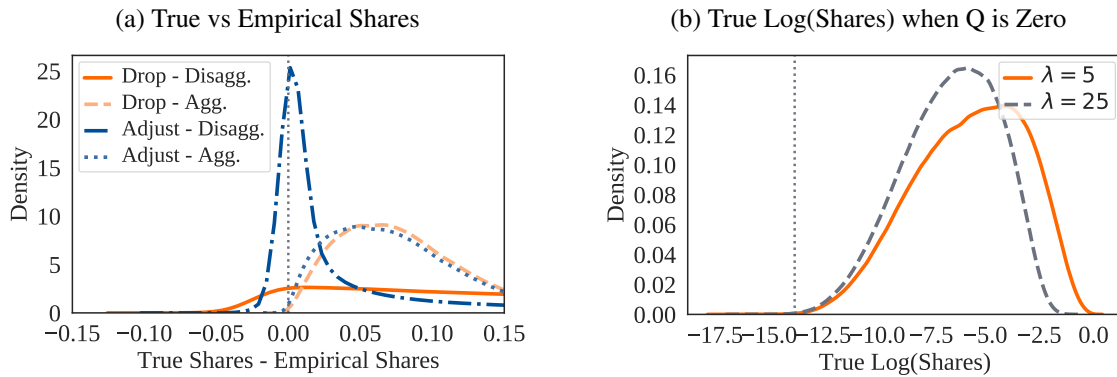 (a) True vs Empirical Shares
25
20
15
10
5
0
Density
Drop - Disagg.
Drop - Agg.
Adjust - Disagg.
Adjust - Agg.
−0.15 −0.10 −0.05 0.00 0.05 0.10 0.15
True Shares - Empirical Shares
(b) True Log(Shares) when Q is Zero
0.16
0.14
0.12
0.10
0.08
0.06
0.04
0.02
0.00
Density
λ = 5
λ = 25
−17.5 −15.0 −12.5 −10.0 −7.5 −5.0 −2.5 0.0
True Log(Shares)